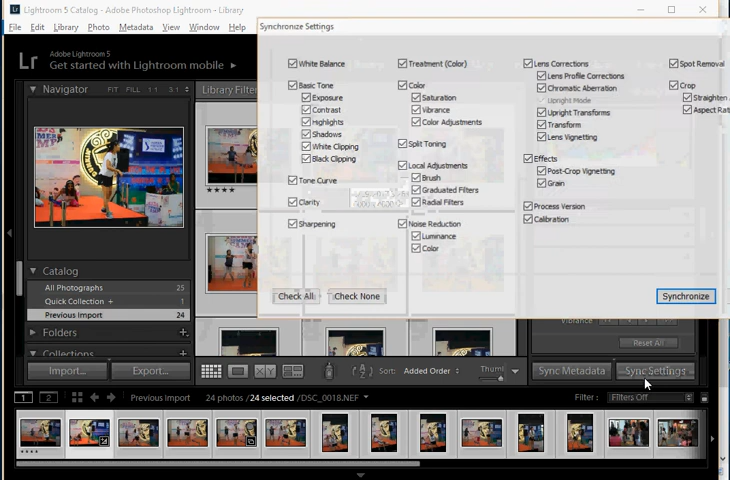 Lightroom 5 Catalog - Adobe Photoshop Lightroom - Library
File Edit Library Photo Metadata View Window Help
Synchronize Settings
Adobe Lightroom 5
Get started with Lightroom mobile
Lr
Navigator FIT FILL 1:1 3:1
Library Filter
White Balance
Basic Tone
Exposure
Contrast
Highlights
Shadows
White Clipping
Black Clipping
Tone Curve
Clarity
Sharpening
Treatment (Color)
Color
Saturation
Vibrance
Color Adjustments
Split Toning
Local Adjustments
Brush
Graduated Filters
Radial Filters
Noise Reduction
Luminance
Color
Lens Corrections
Lens Profile Corrections
Chromatic Aberration
Upright Mode
Upright Transforms
Transform
Lens Vignetting
Effects
Post-Crop Vignetting
Grain
Process Version
Calibration
Spot Removal
Crop
Straighten
Aspect Rat
Check All Check None Synchronize
Catalog
All Photographs 25
Quick Collection + 1
Previous Import 24
Folders
Collections
Vibrance
Reset All
Import... Export...
Sort: Added Order
Thum
Sync Metadata Sync Settings
1 2 Previous Import 24 photos / 24 selected / DSC_0018.NEF Filter : Filters Off